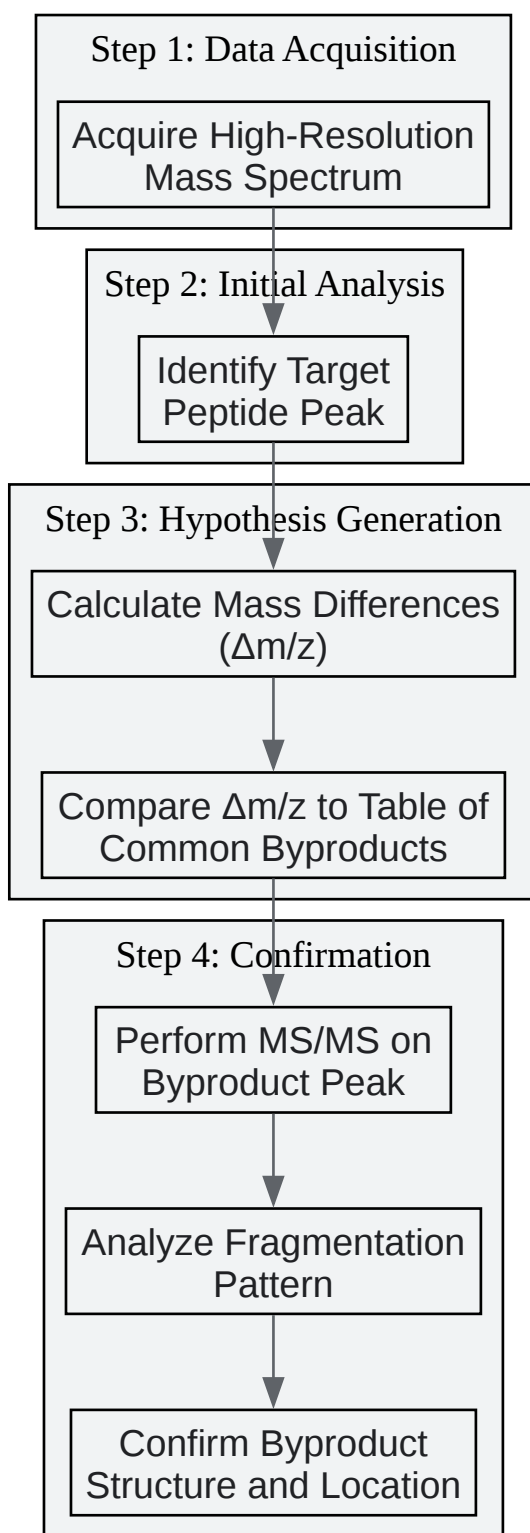 Step 1: Data Acquisition
Acquire High-Resolution
Mass Spectrum
Step 2: Initial Analysis
Identify Target
Peptide Peak
Step 3: Hypothesis Generation
Calculate Mass Differences
(Δm/z)
Compare Δm/z to Table of
Common Byproducts
Step 4: Confirmation
Perform MS/MS on
Byproduct Peak
Analyze Fragmentation
Pattern
Confirm Byproduct
Structure and Location